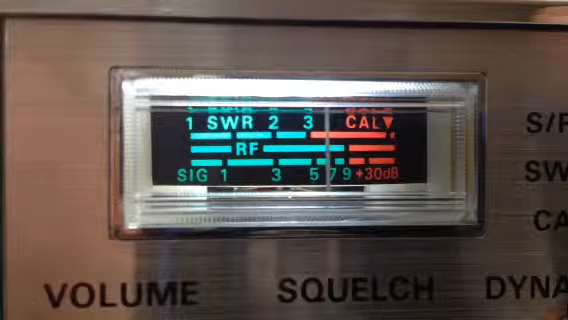 1 SWR 2 3 CAL▼
RF
SIG 1 3 5 7 9 +30dB
S/R
SW
CA
VOLUME SQUELCH DYNA